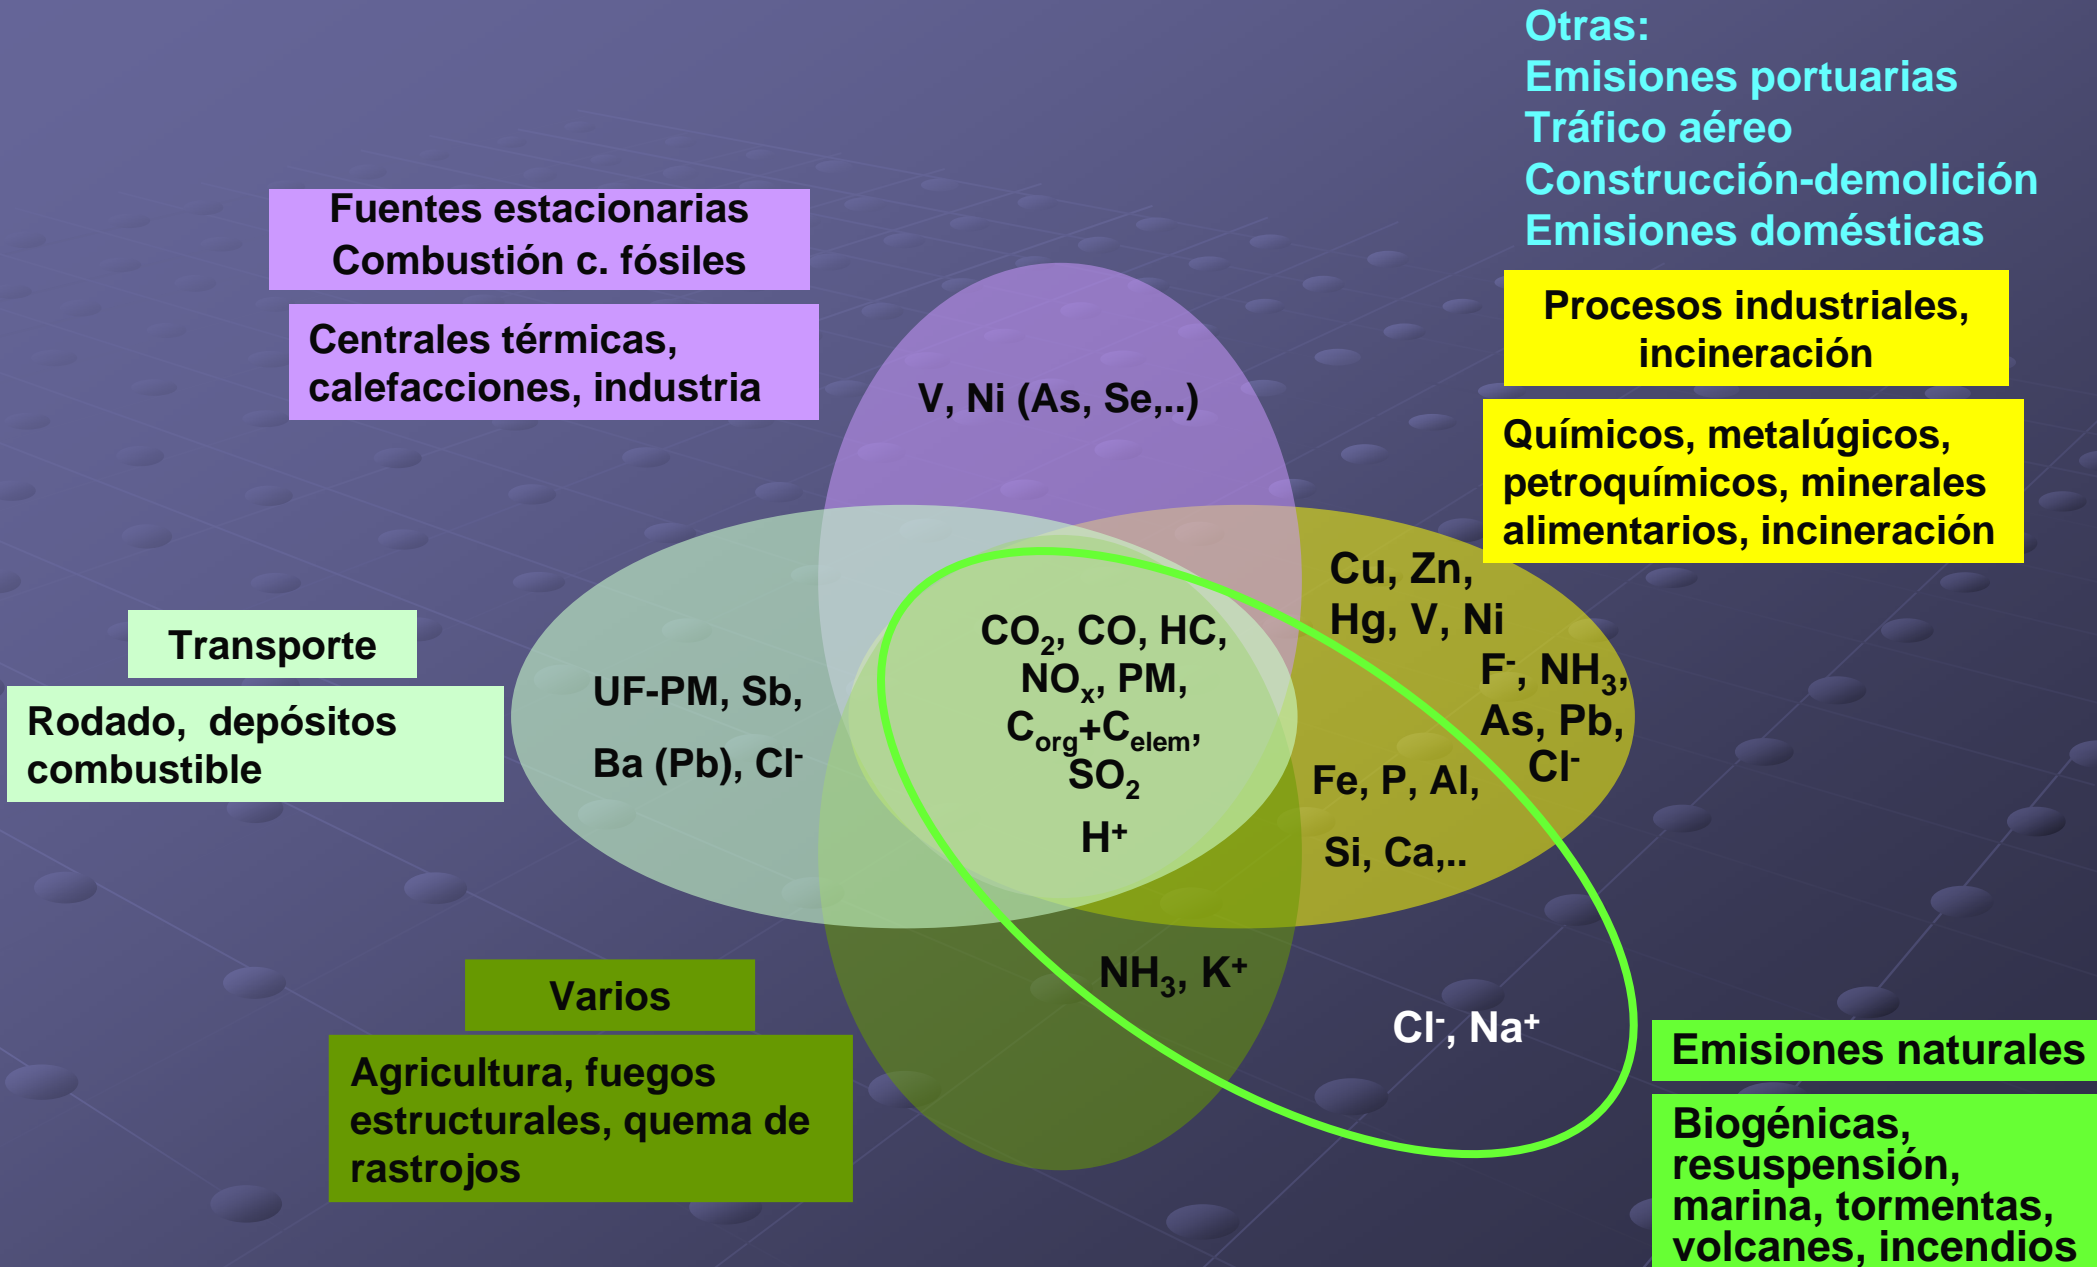 Otras:
Emisiones portuarias
Tráfico aéreo
Construcción-demolición
Emisiones domésticas
Fuentes estacionarias
Combustión c. fósiles
Centrales térmicas,
calefacciones, industria
Procesos industriales,
incineración
Químicos, metalúgicos,
petroquímicos, minerales
alimentarios, incineración
V, Ni (As, Se,..)
Cu, Zn,
Hg, V, Ni
F⁻, NH₃,
As, Pb,
Cl⁻
Fe, P, Al,
Si, Ca,..
CO₂, CO, HC,
NOₓ, PM,
C_org+C_elem,
SO₂
H⁺
Transporte
Rodado, depósitos
combustible
UF-PM, Sb,
Ba (Pb), Cl⁻
Varios
Agricultura, fuegos
estructurales, quema de
rastrojos
NH₃, K⁺
Cl⁻, Na⁺
Emisiones naturales
Biogénicas,
resuspensión,
marina, tormentas,
volcanes, incendios